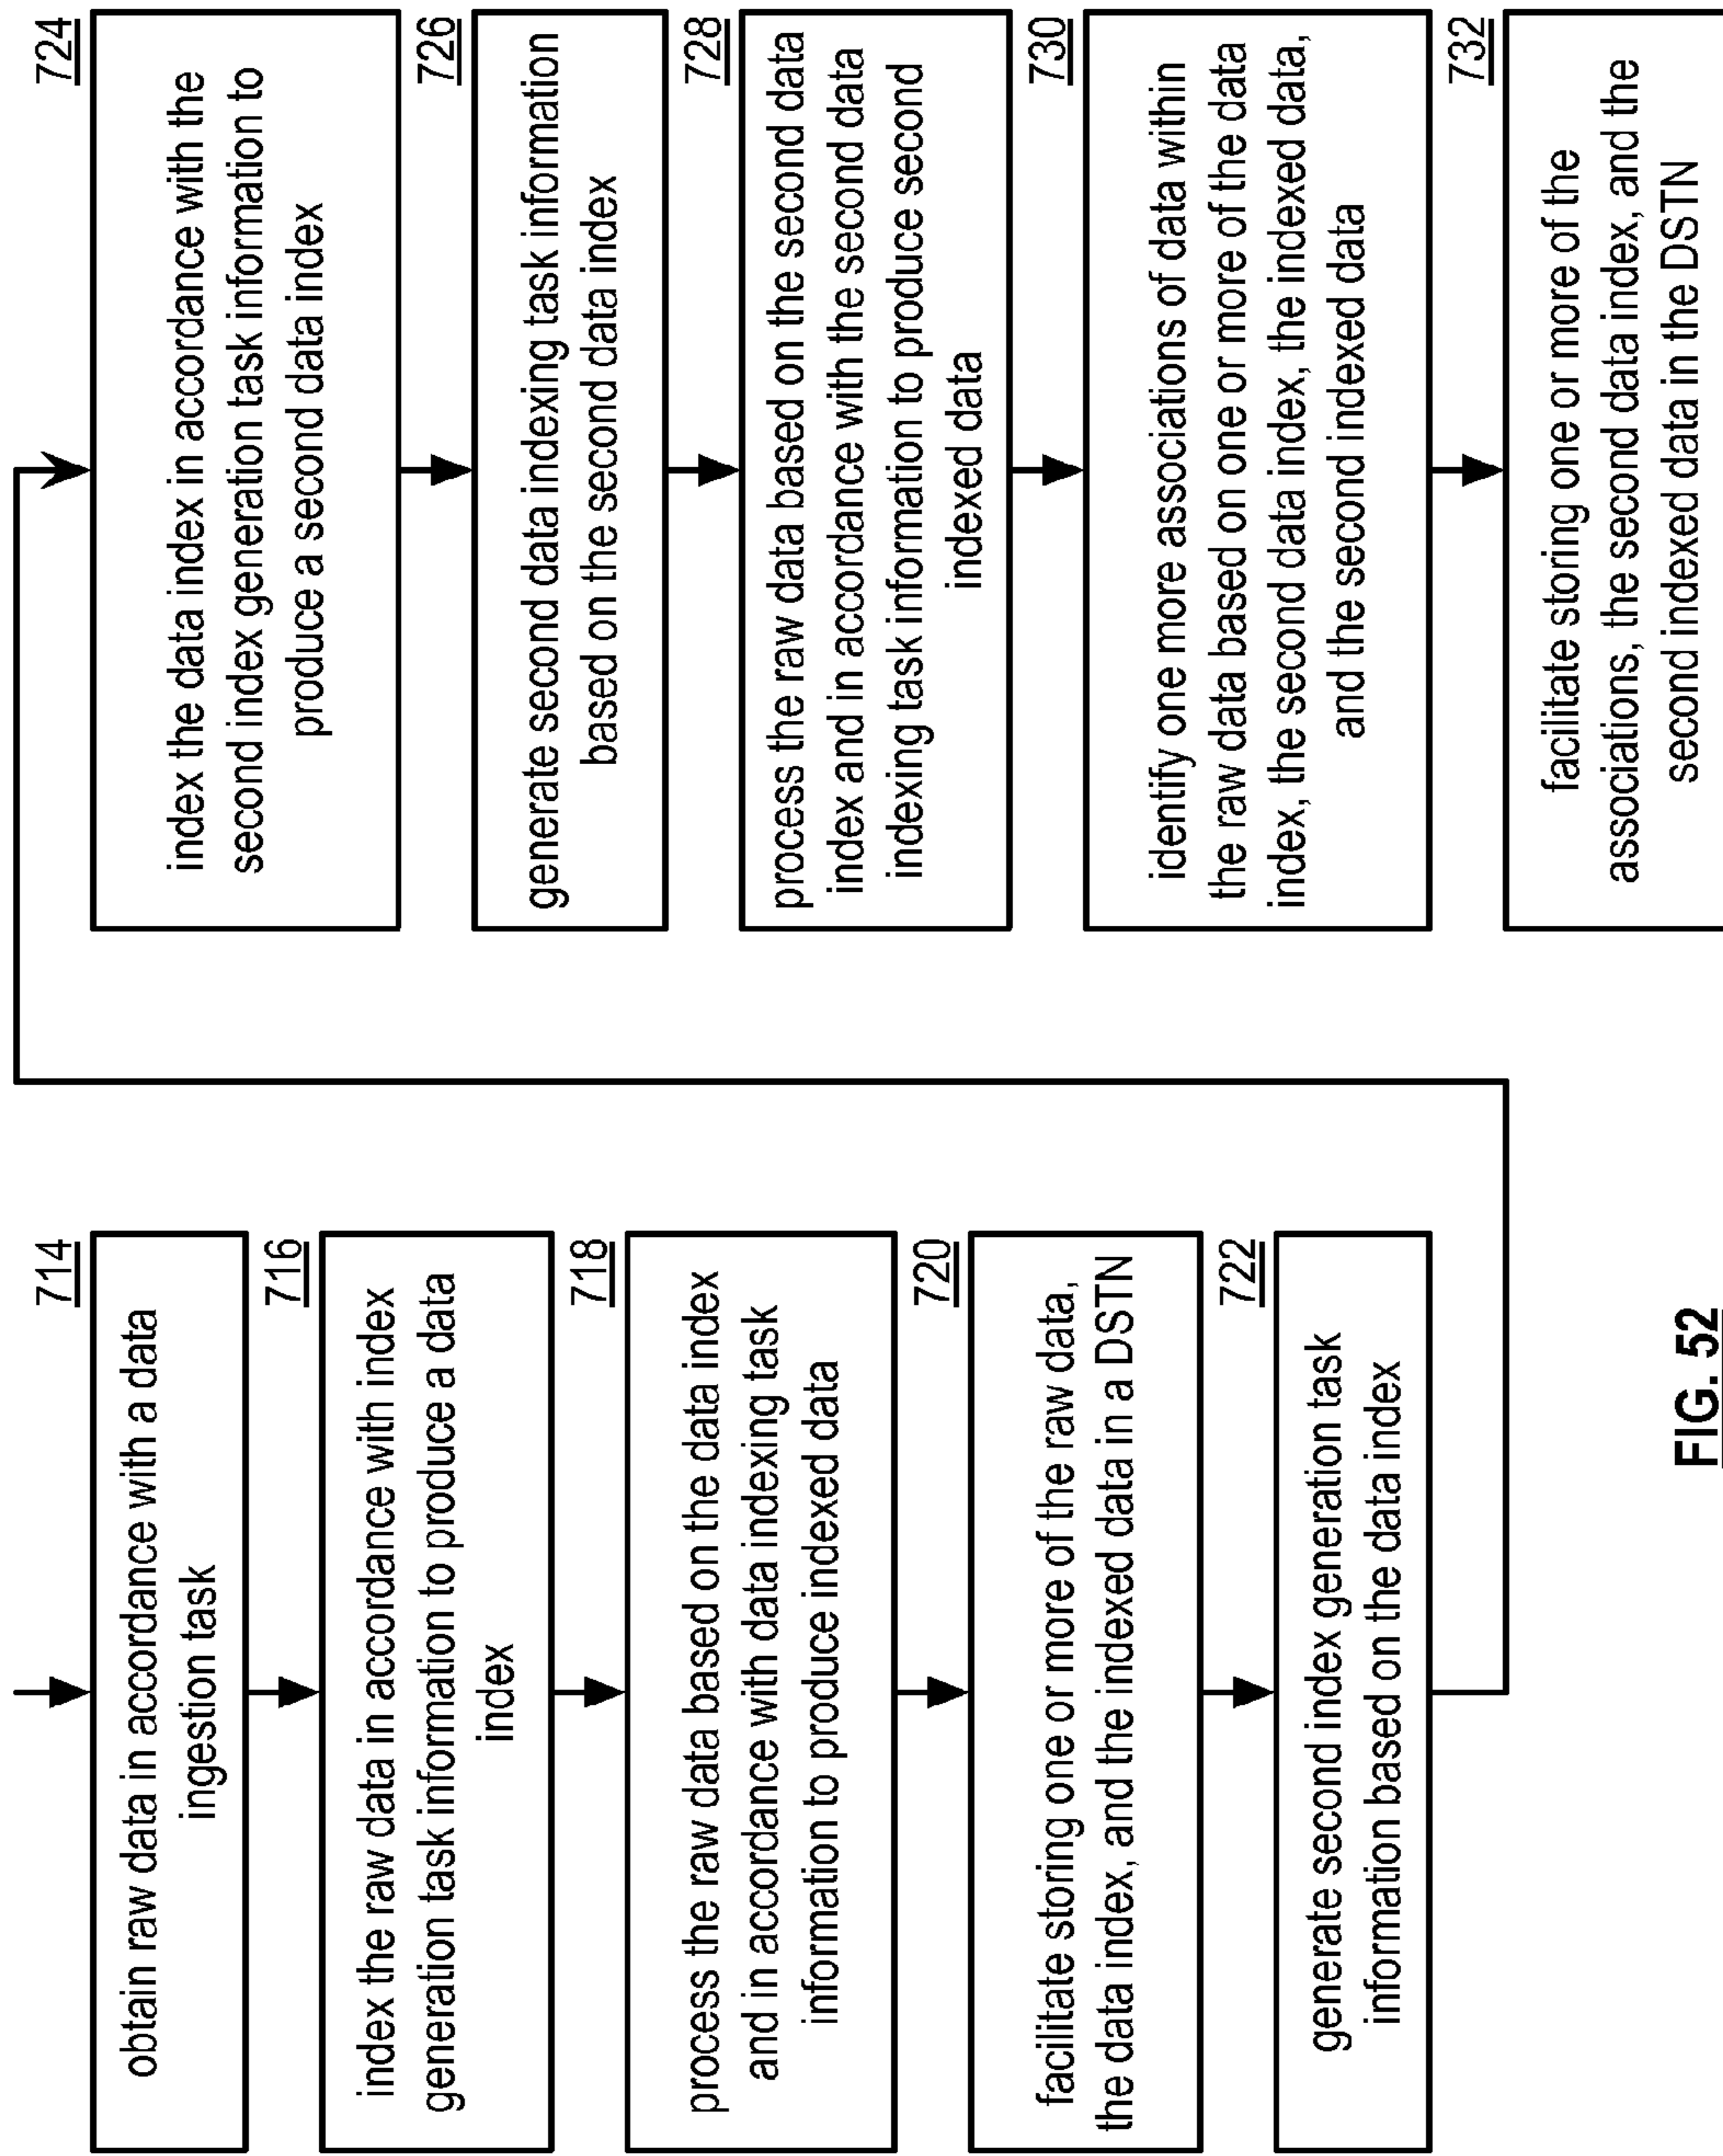 714
obtain raw data in accordance with a data
ingestion task
716
index the raw data in accordance with index
generation task information to produce a data
index
718
process the raw data based on the data index
and in accordance with data indexing task
information to produce indexed data
720
facilitate storing one or more of the raw data,
the data index, and the indexed data in a DSTN
722
generate second index generation task
information based on the data index
724
index the data index in accordance with the
second index generation task information to
produce a second data index
726
generate second data indexing task information
based on the second data index
728
process the raw data based on the second data
index and in accordance with the second data
indexing task information to produce second
indexed data
730
identify one more associations of data within
the raw data based on one or more of the data
index, the second data index, the indexed data,
and the second indexed data
732
facilitate storing one or more of the
associations, the second data index, and the
second indexed data in the DSTN
FIG. 52